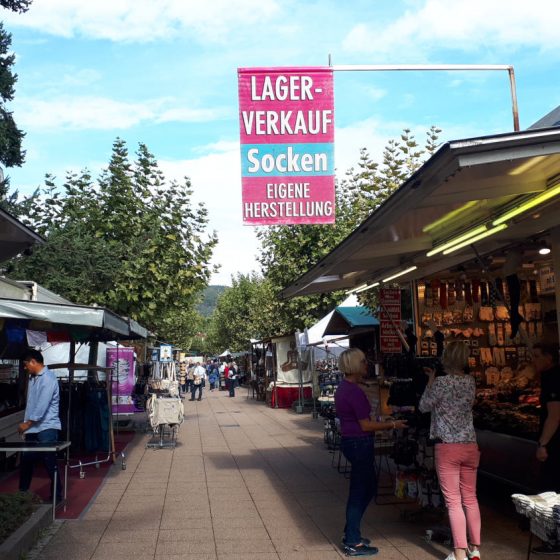 LAGER-
VERKAUF
Socken
EIGENE
HERSTELLUNG